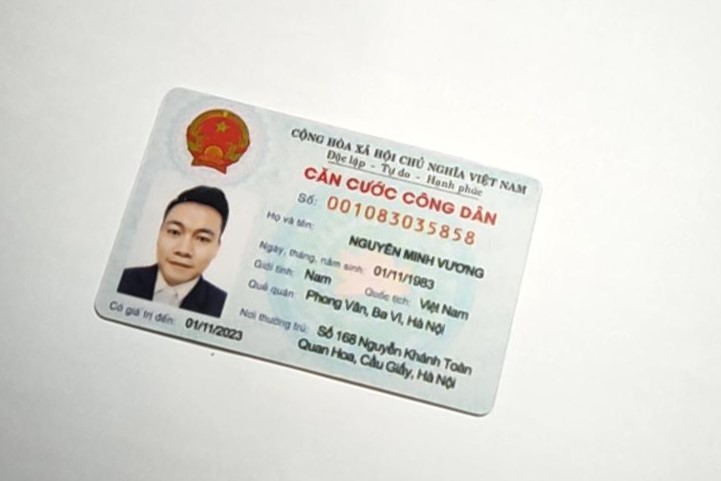 CỘNG HÒA XÃ HỘI CHỦ NGHĨA VIỆT NAM
Độc lập - Tự do - Hạnh phúc
CĂN CƯỚC CÔNG DÂN
Số: 001083035858
Họ và tên:
NGUYỄN MINH VƯƠNG
Ngày, tháng, năm sinh: 01/11/1983
Giới tính: Nam Quốc tịch: Việt Nam
Quê quán: Phong Vân, Ba Vì, Hà Nội
Nơi thường trú: Số 168 Nguyễn Khánh Toàn
Quan Hoa, Cầu Giấy, Hà Nội
Có giá trị đến: 01/11/2023